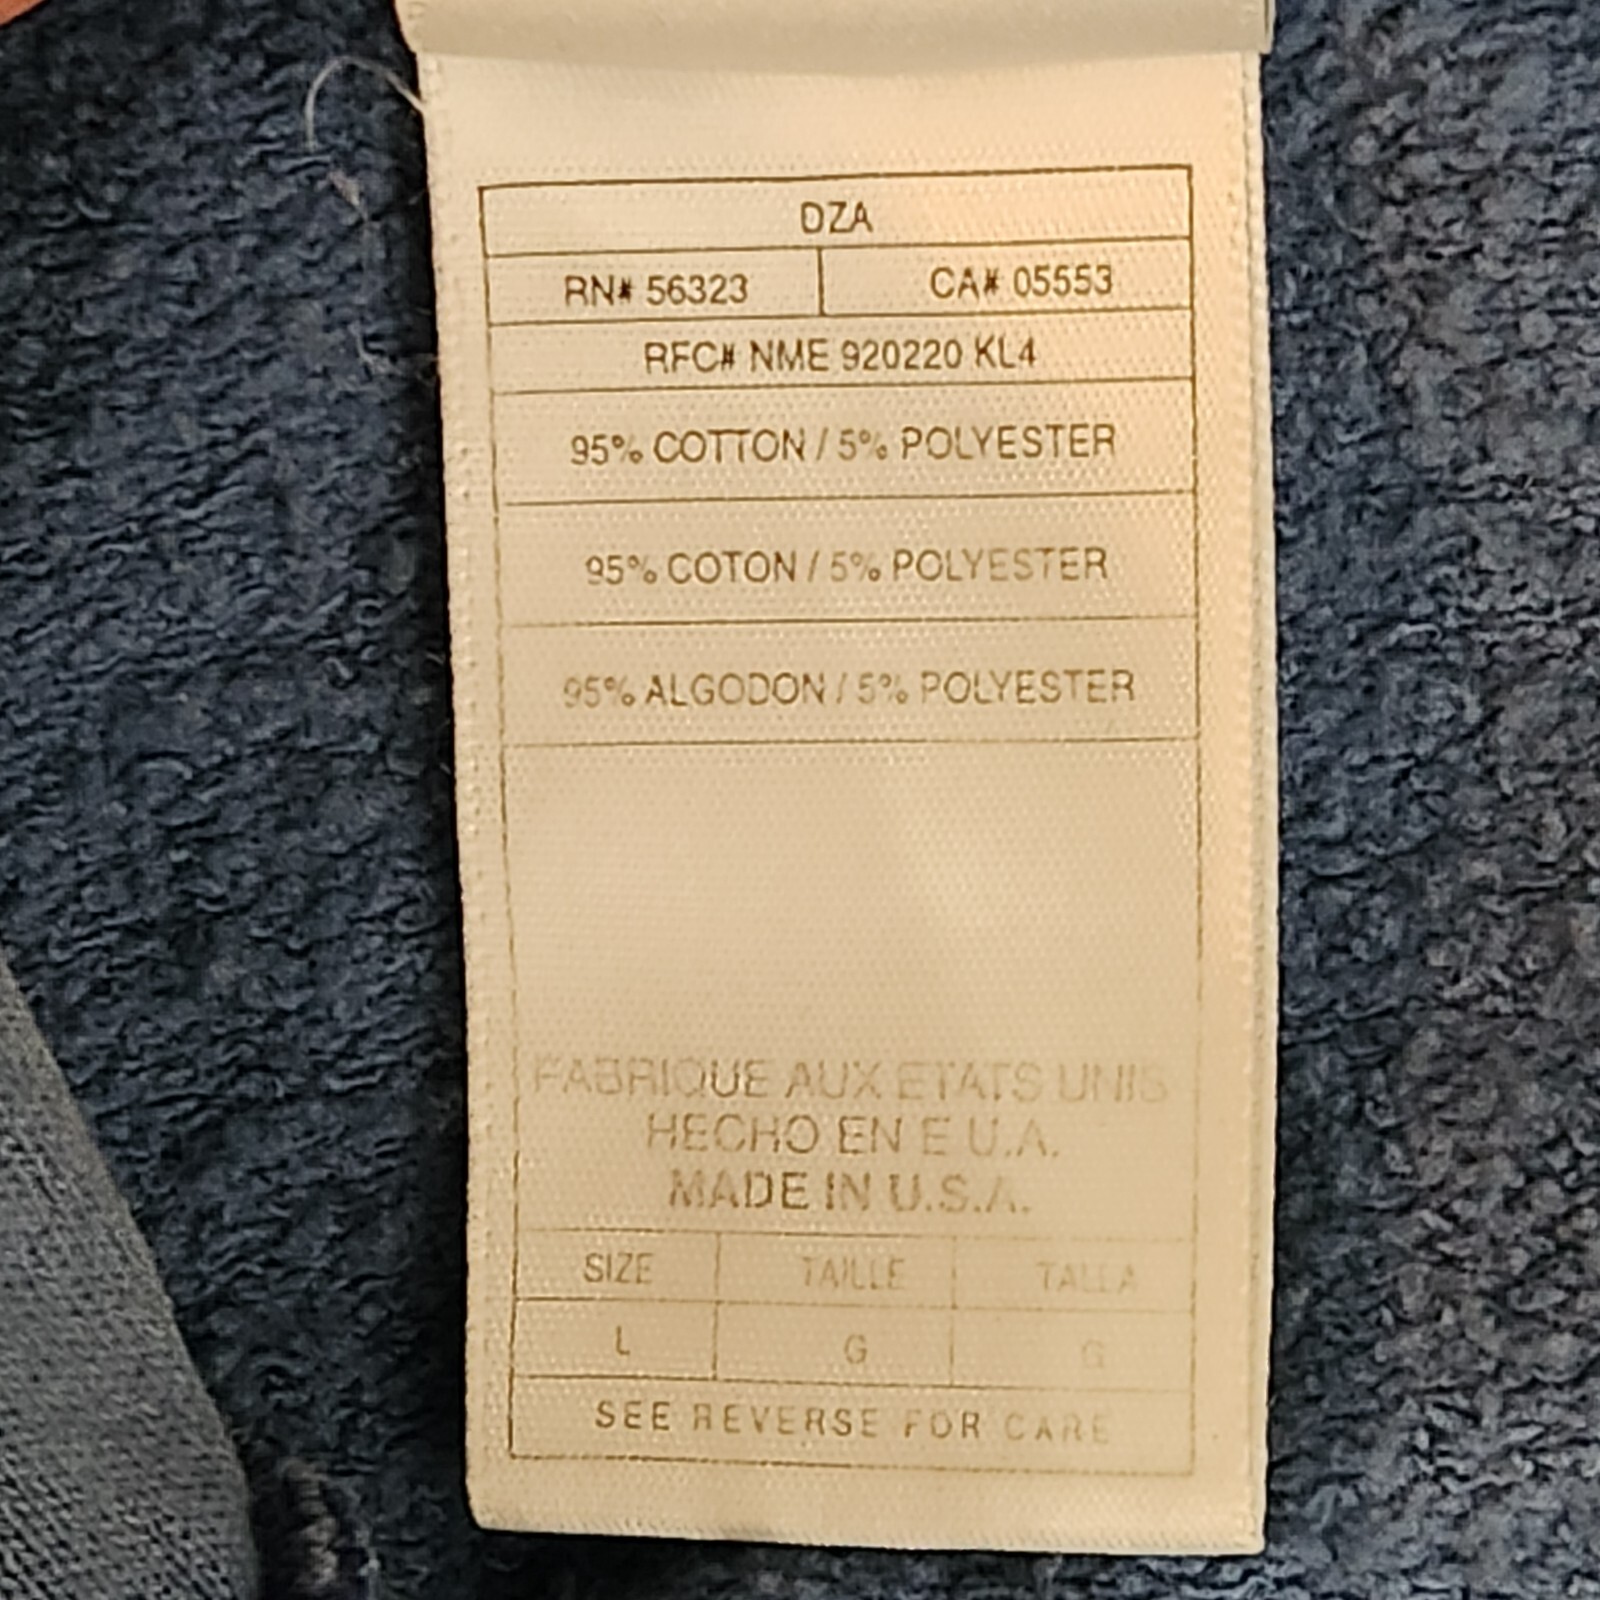 DZA
RN# 56323 CA# 05553
RFC# NME 920220 KL4
95% COTTON / 5% POLYESTER
95% COTON / 5% POLYESTER
95% ALGODON / 5% POLYESTER
FABRIQUE AUX ETATS UNIS
HECHO EN E U.A.
MADE IN U.S.A.
SIZE TAILLE TALLA
L G G
SEE REVERSE FOR CARE